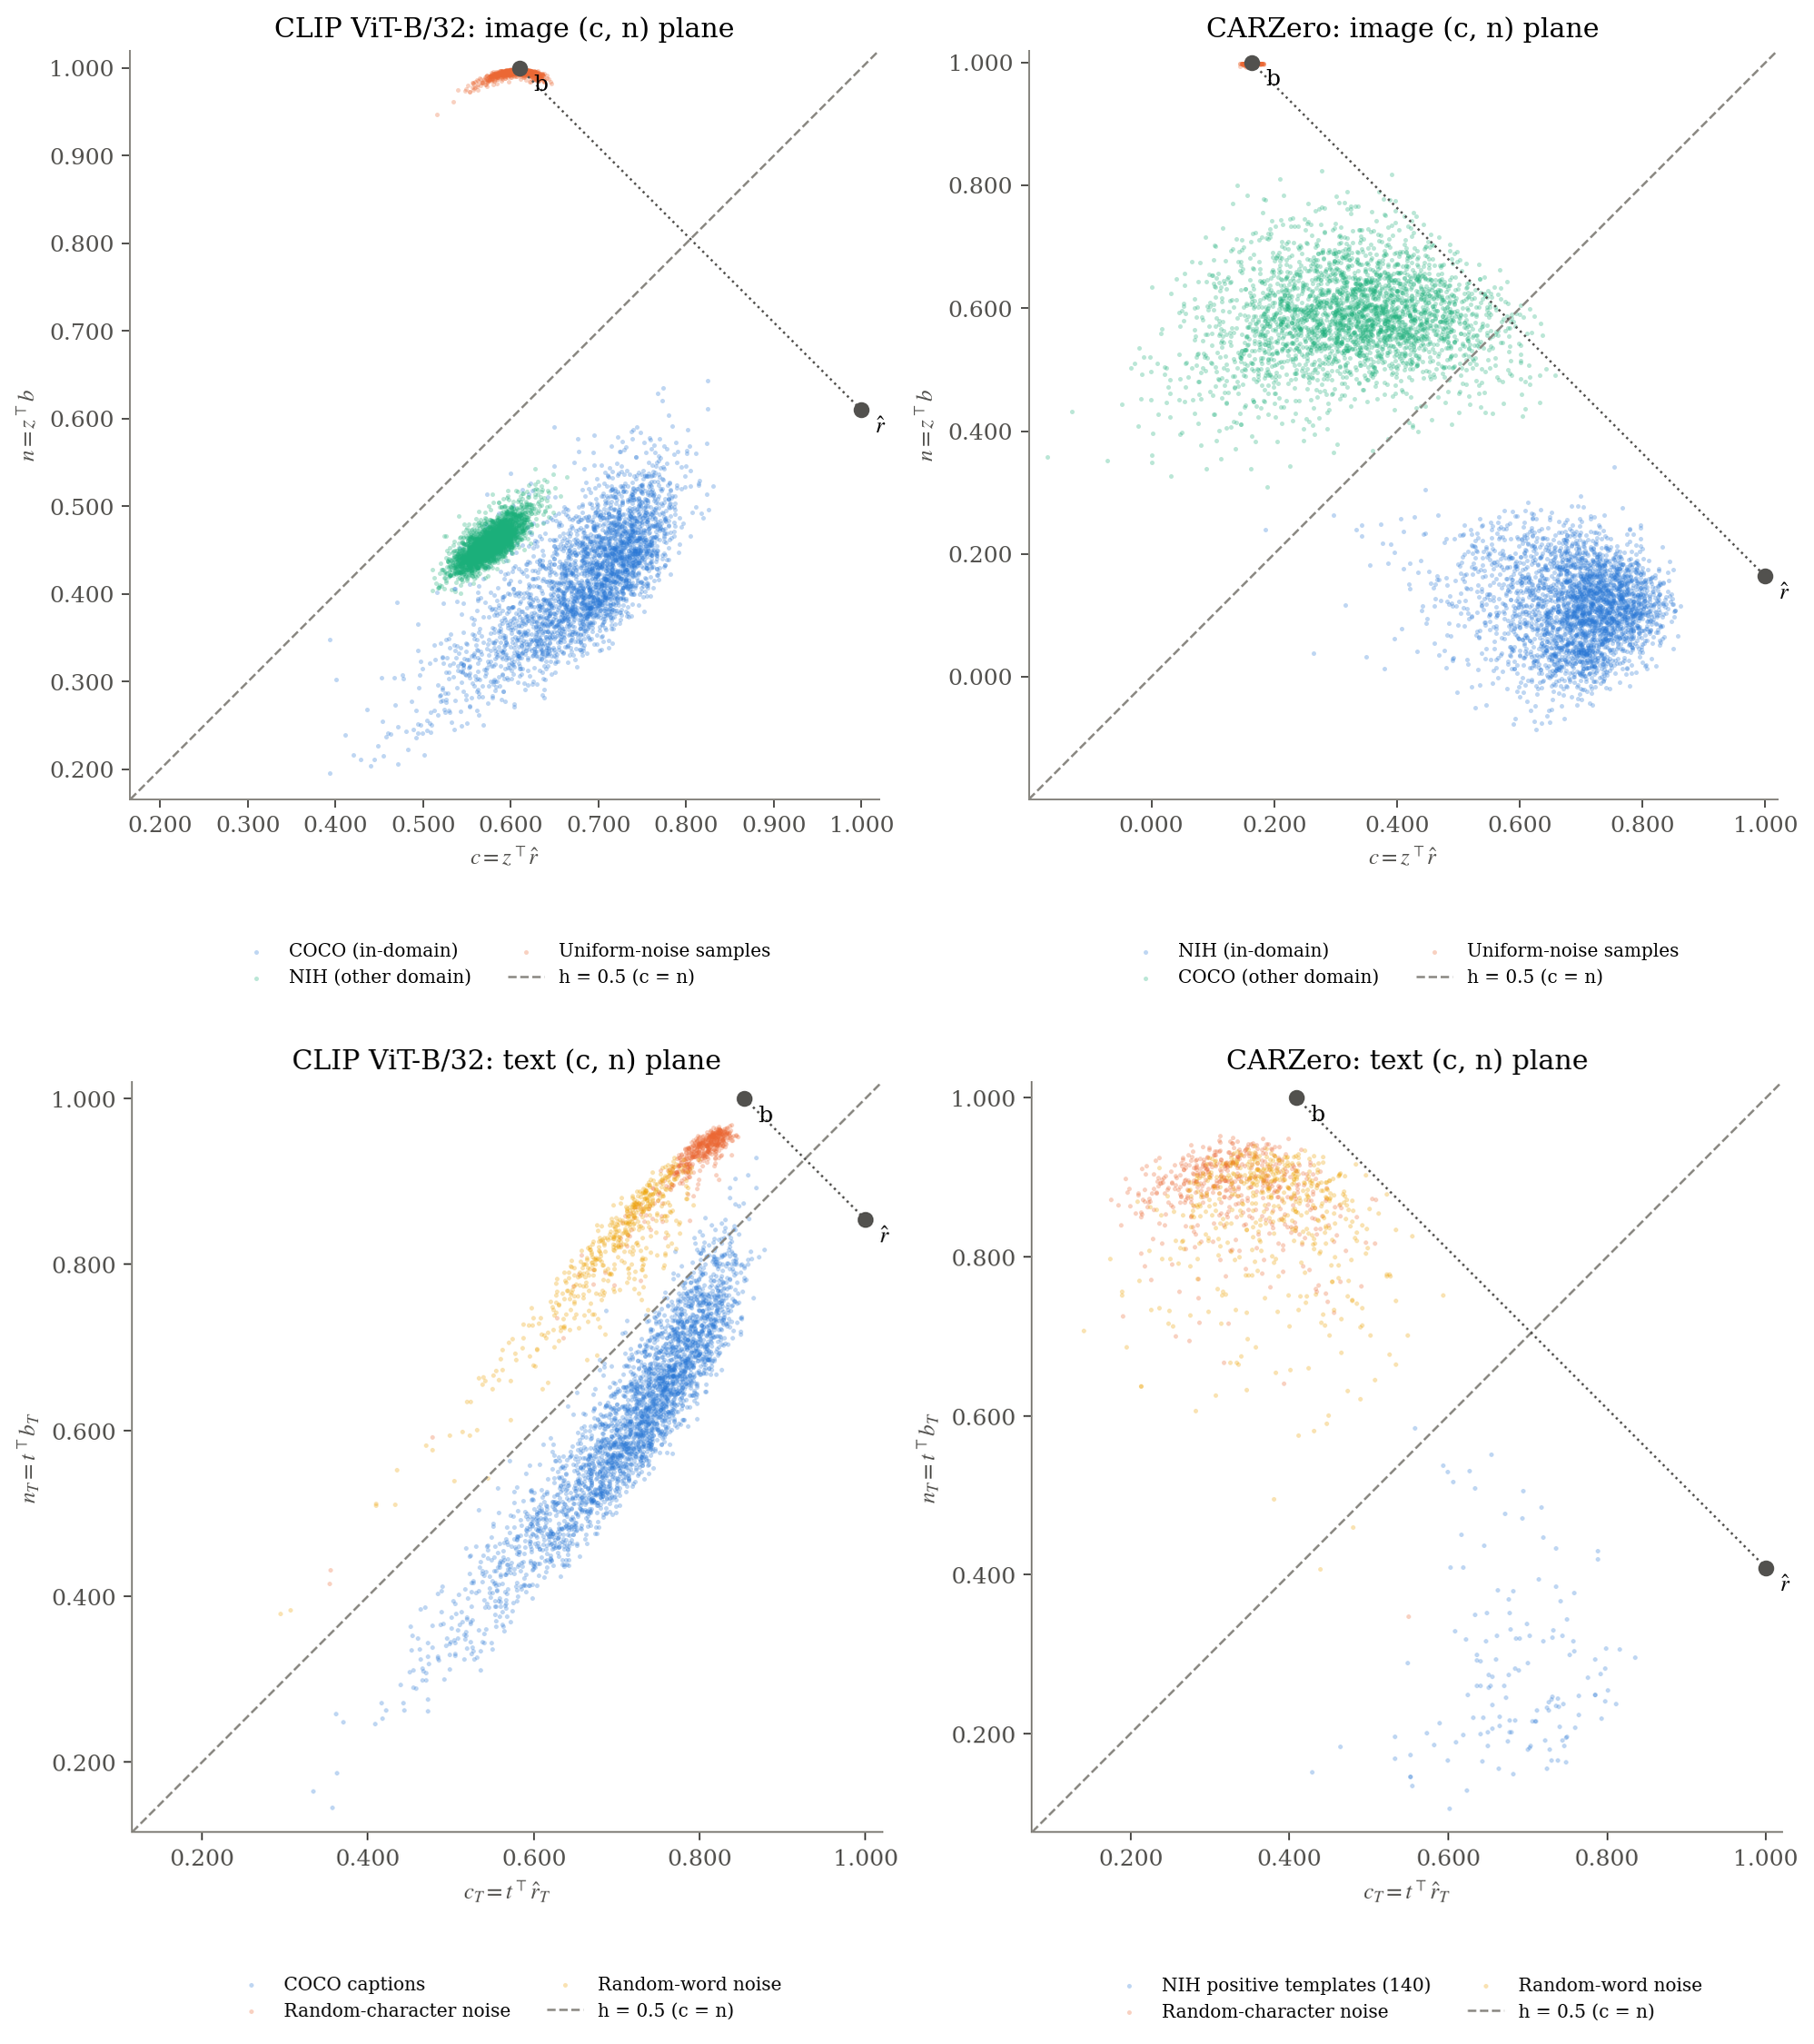 CLIP ViT-B/32: image (c, n) plane
1.000
0.900
0.800
0.700
0.600
0.500
0.400
0.300
0.200
n = z⊤b
b
r̂
0.200 0.300 0.400 0.500 0.600 0.700 0.800 0.900 1.000
c = z⊤r̂
COCO (in-domain)
NIH (other domain)
Uniform-noise samples
h = 0.5 (c = n)
CARZero: image (c, n) plane
1.000
0.800
0.600
0.400
0.200
0.000
n = z⊤b
b
r̂
0.000 0.200 0.400 0.600 0.800 1.000
c = z⊤r̂
NIH (in-domain)
COCO (other domain)
Uniform-noise samples
h = 0.5 (c = n)
CLIP ViT-B/32: text (c, n) plane
1.000
0.800
0.600
0.400
0.200
n_T = t⊤b_T
b
r̂
0.200 0.400 0.600 0.800 1.000
c_T = t⊤r̂_T
COCO captions
Random-character noise
Random-word noise
h = 0.5 (c = n)
CARZero: text (c, n) plane
1.000
0.800
0.600
0.400
0.200
n_T = t⊤b_T
b
r̂
0.200 0.400 0.600 0.800 1.000
c_T = t⊤r̂_T
NIH positive templates (140)
Random-character noise
Random-word noise
h = 0.5 (c = n)